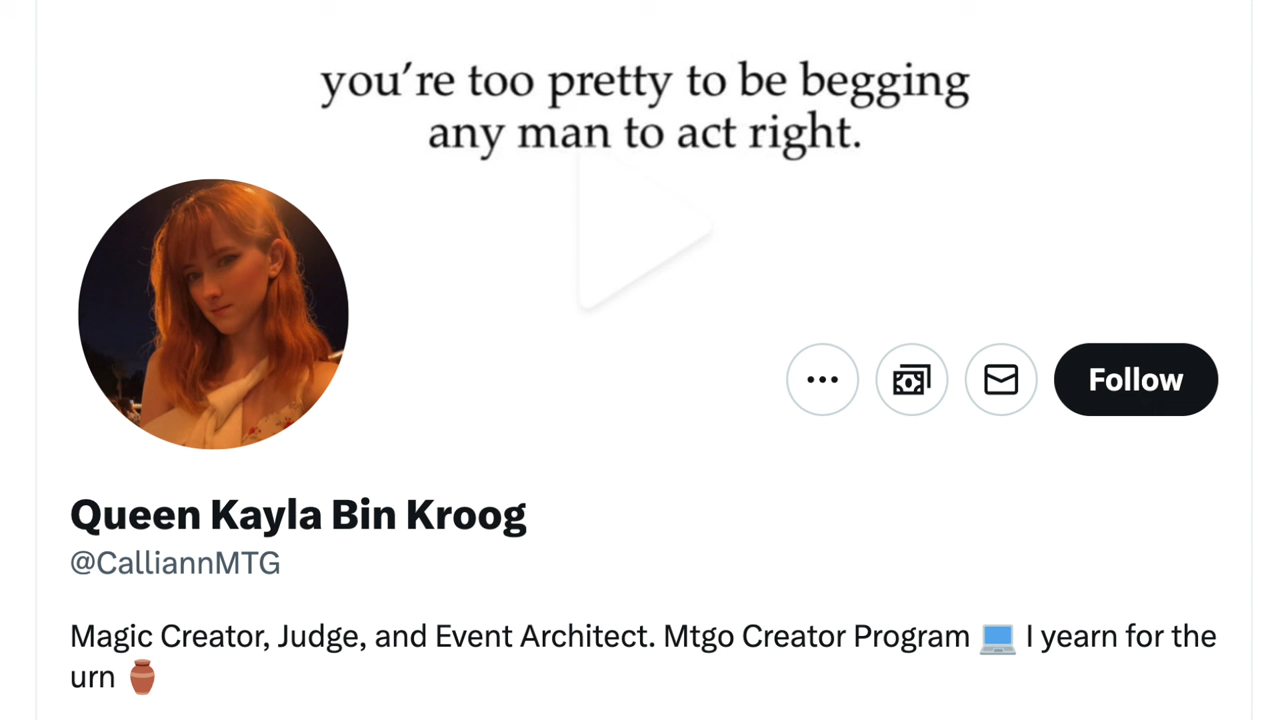 you're too pretty to be begging
any man to act right.
Follow
Queen Kayla Bin Kroog
@CalliannMTG
Magic Creator, Judge, and Event Architect. Mtgo Creator Program 💻 I yearn for the
urn 🏺